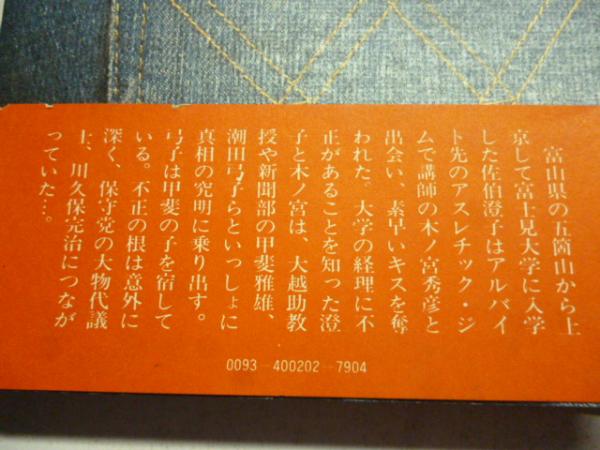 富山県の五箇山から上
京して富士見大学に入学
した佐伯澄子はアルバイ
ト先のアスレチック・ジ
ムで講師の木ノ宮秀彦と
出会い、素早いキスを奪
われた。大学の経理に不
正があることを知った澄
子と木ノ宮は、大越助教
授や新聞部の甲斐雅雄、
潮田弓子らといっしょに
真相の究明に乗り出す。
弓子は甲斐の子を宿して
いる。不正の根は意外に
深く、保守党の大物代議
士、川久保完治につなが
っていた…。
0093-400202-7904